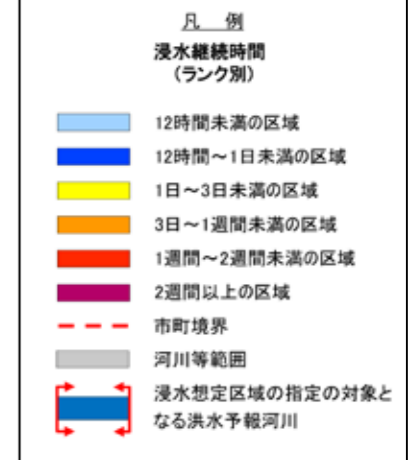 凡　例
浸水継続時間
（ランク別）
12時間未満の区域
12時間～1日未満の区域
1日～3日未満の区域
3日～1週間未満の区域
1週間～2週間未満の区域
2週間以上の区域
市町境界
河川等範囲
浸水想定区域の指定の対象と
なる洪水予報河川